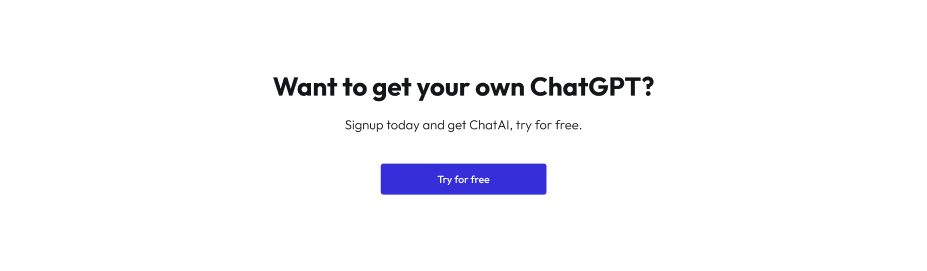 Want to get your own ChatGPT?
Signup today and get ChatAI, try for free.
Try for free